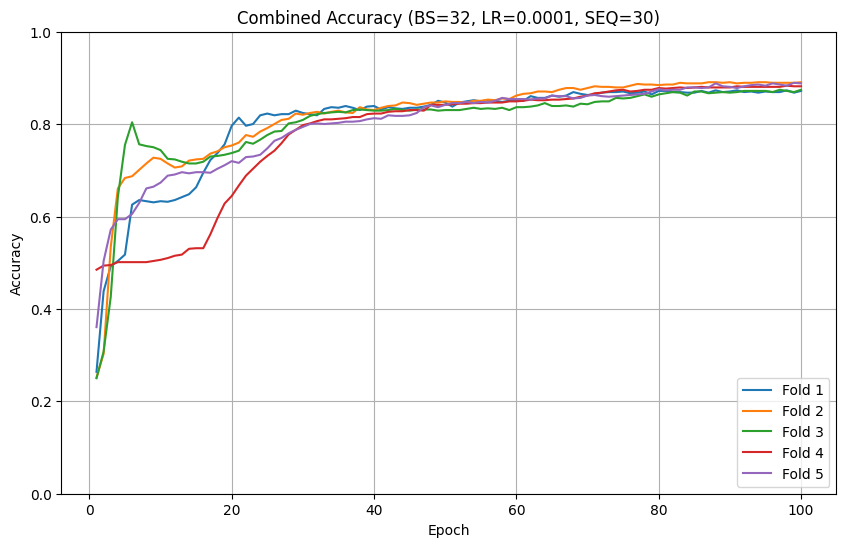 Combined Accuracy (BS=32, LR=0.0001, SEQ=30)
1.0
0.8
0.6
0.4
0.2
0.0
Accuracy
0 20 40 60 80 100
Epoch
Fold 1
Fold 2
Fold 3
Fold 4
Fold 5